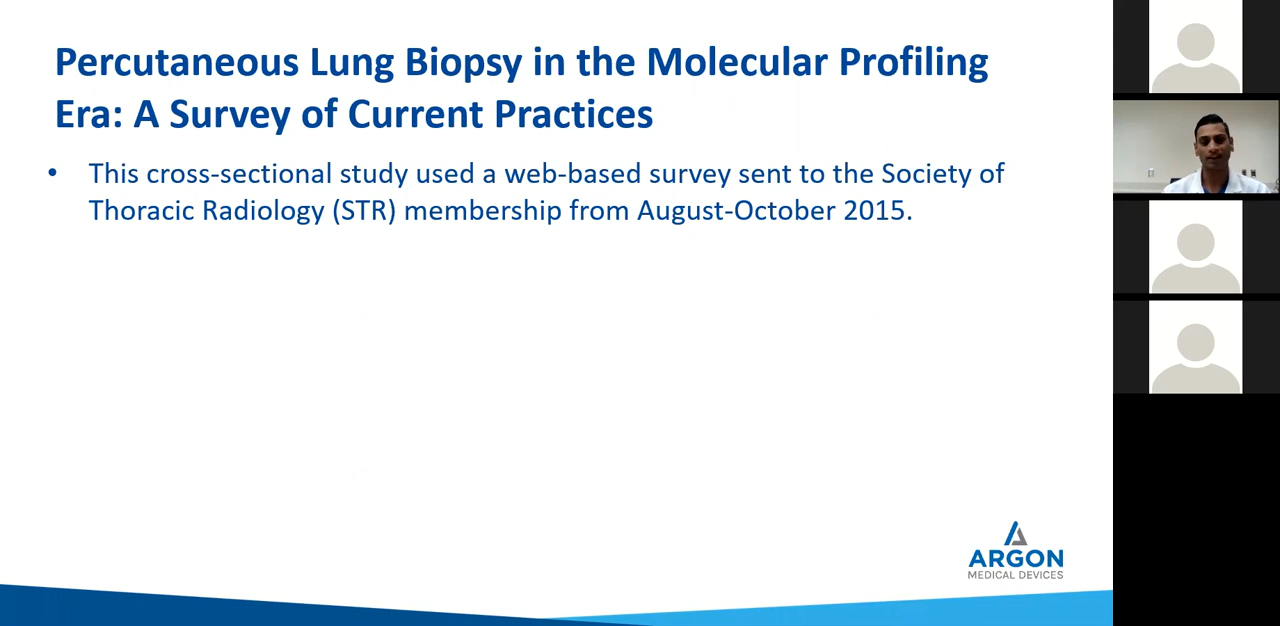 Percutaneous Lung Biopsy in the Molecular Profiling
Era: A Survey of Current Practices
• This cross-sectional study used a web-based survey sent to the Society of
Thoracic Radiology (STR) membership from August-October 2015.
ARGON
MEDICAL DEVICES